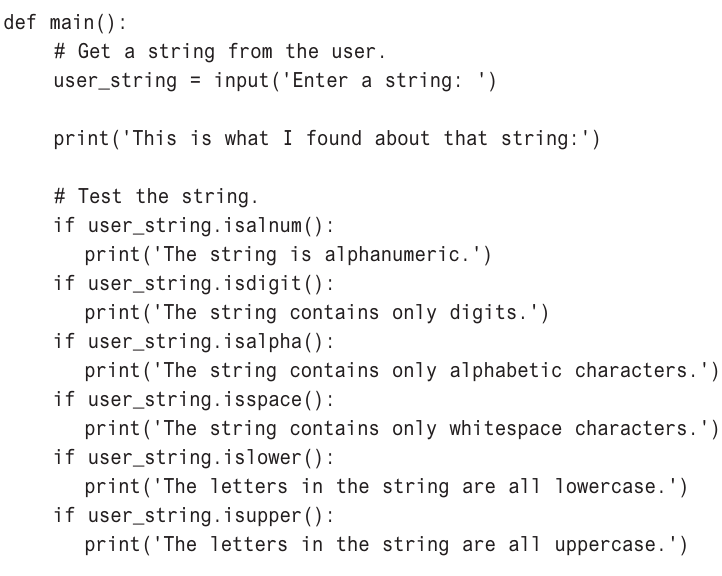 def main():
    # Get a string from the user.
    user_string = input('Enter a string: ')

    print('This is what I found about that string:')

    # Test the string.
    if user_string.isalnum():
        print('The string is alphanumeric.')
    if user_string.isdigit():
        print('The string contains only digits.')
    if user_string.isalpha():
        print('The string contains only alphabetic characters.')
    if user_string.isspace():
        print('The string contains only whitespace characters.')
    if user_string.islower():
        print('The letters in the string are all lowercase.')
    if user_string.isupper():
        print('The letters in the string are all uppercase.')